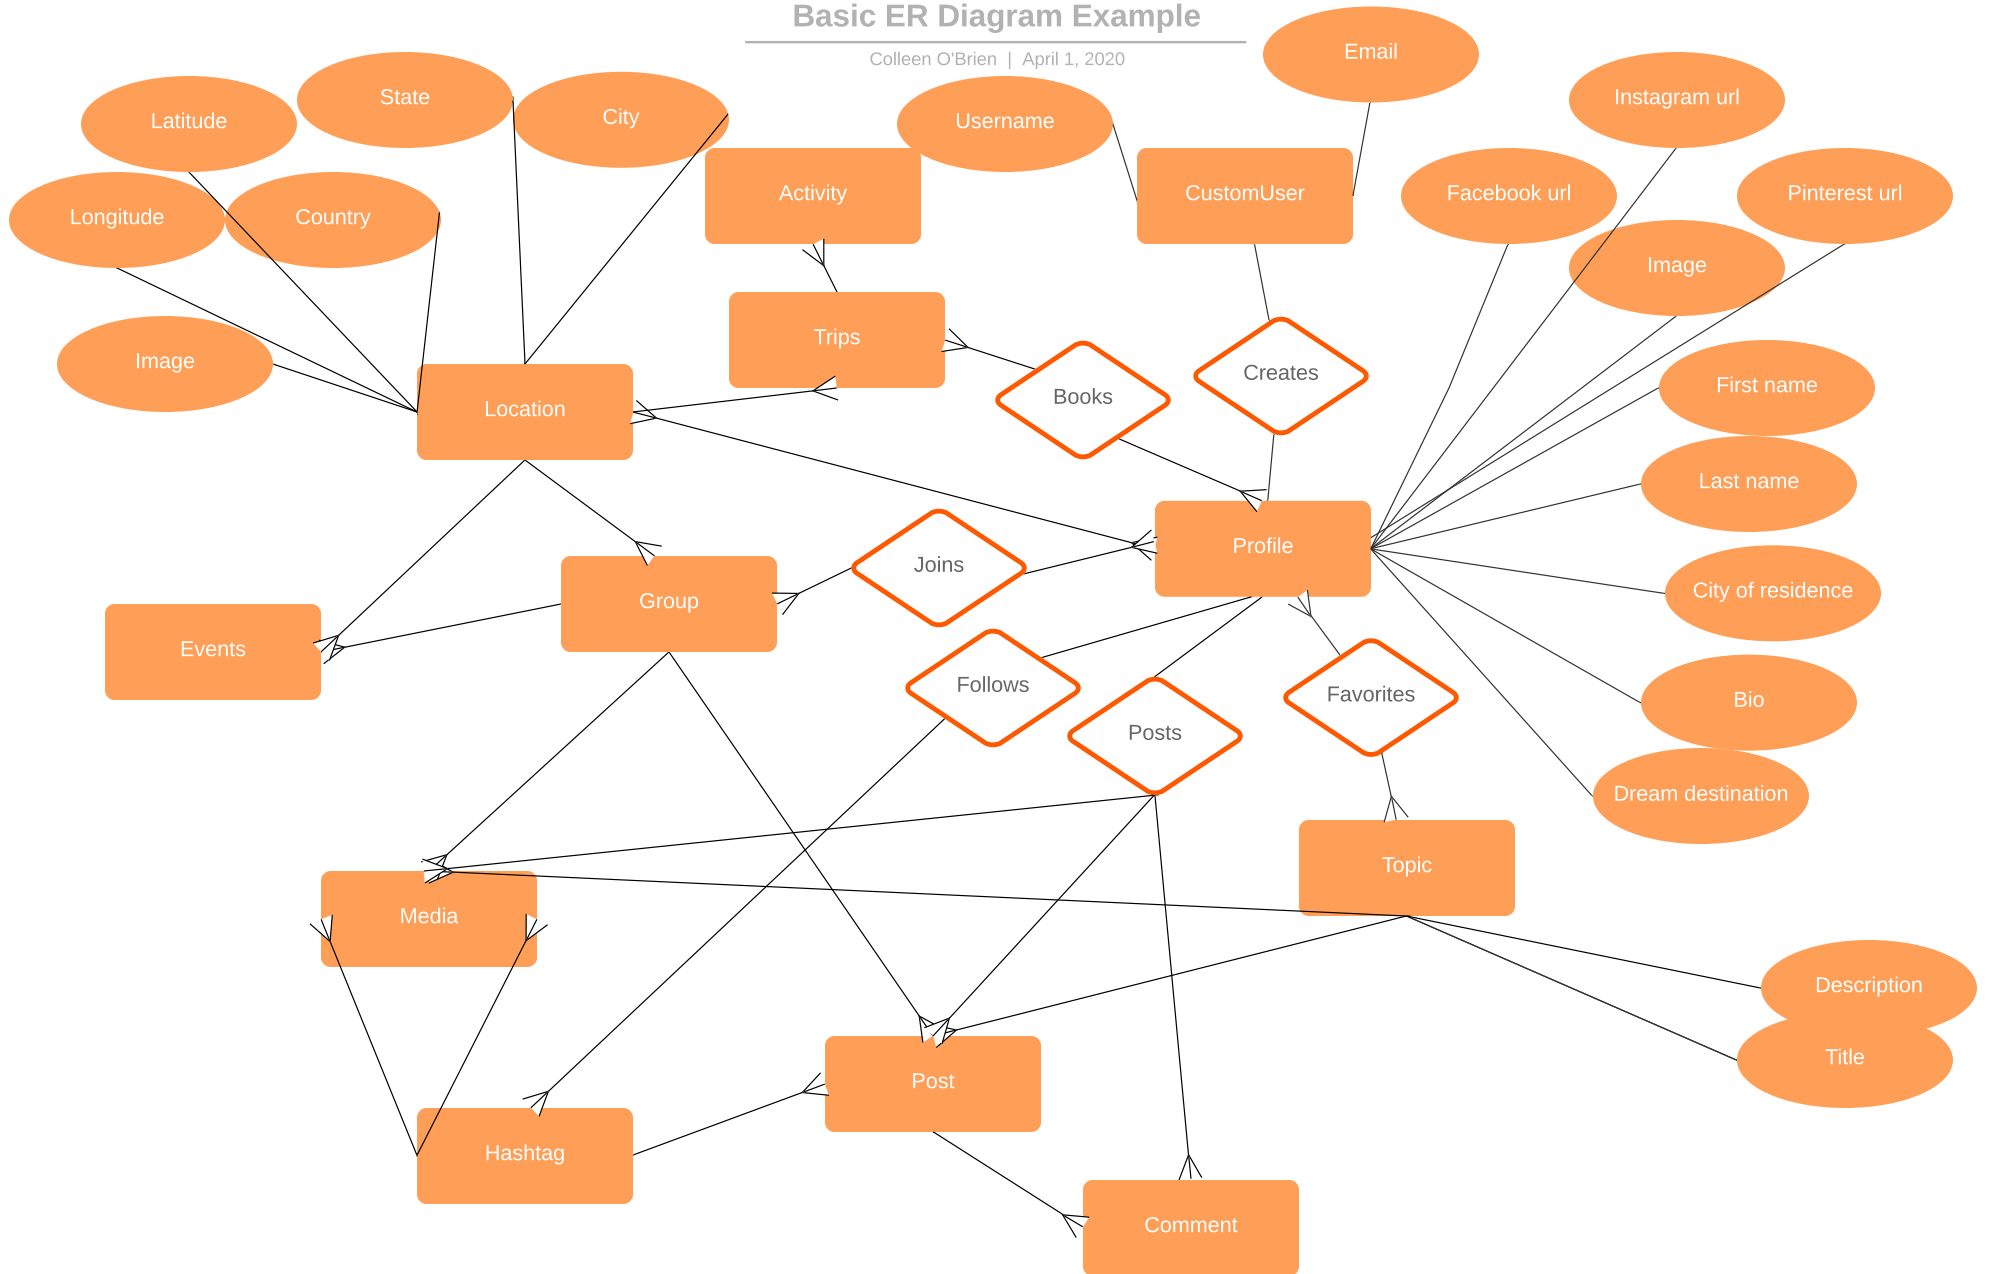 Basic ER Diagram Example
Colleen O'Brien | April 1, 2020
Email
State
Instagram url
City
Latitude
Username
Activity
CustomUser
Facebook url
Pinterest url
Longitude
Country
Image
Trips
Image
Creates
First name
Books
Location
Last name
Profile
Joins
City of residence
Group
Events
Follows
Favorites
Bio
Posts
Dream destination
Topic
Media
Description
Title
Post
Hashtag
Comment